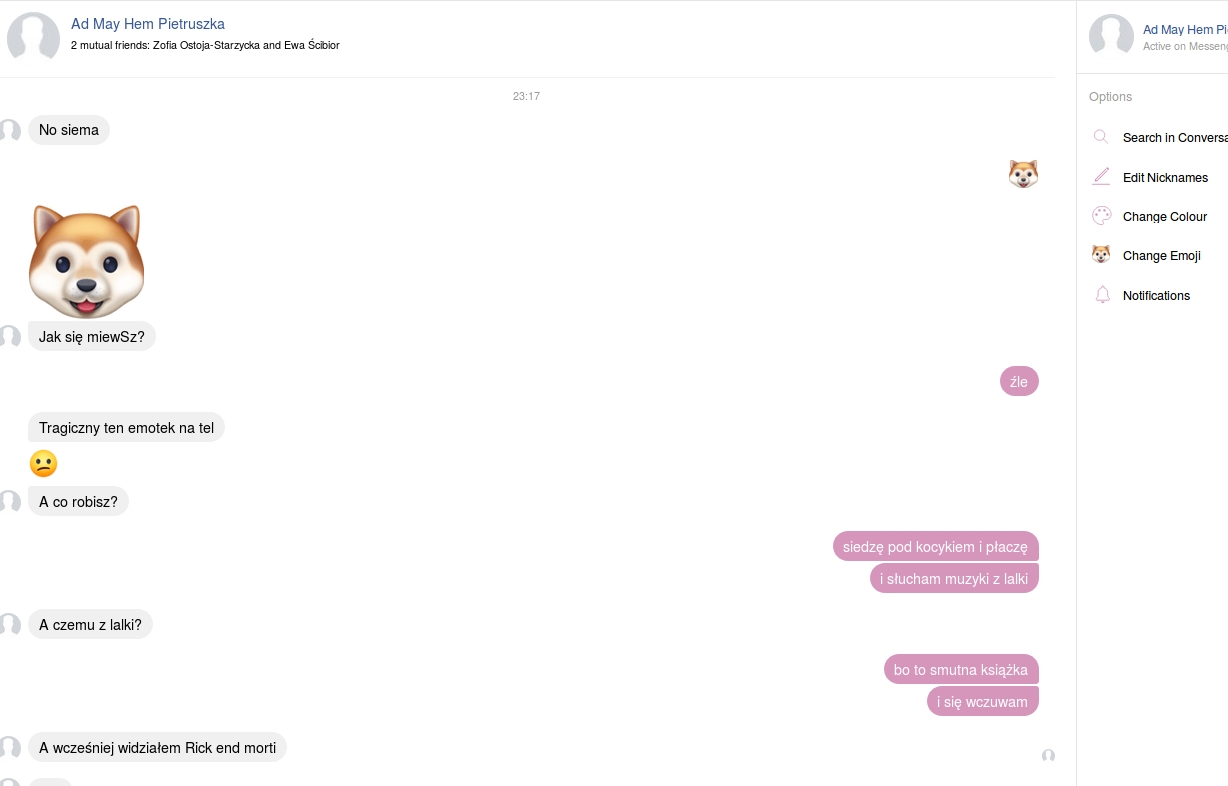 Ad May Hem Pietruszka
2 mutual friends: Zofia Ostoja-Starzycka and Ewa Ścibior
23:17
No siema
Jak się miewSz?
źle
Tragiczny ten emotek na tel
A co robisz?
siedzę pod kocykiem i płaczę
i słucham muzyki z lalki
A czemu z lalki?
bo to smutna książka
i się wczuwam
A wcześniej widziałem Rick end morti
Ad May Hem Pi
Active on Messeng
Options
Search in Conversa
Edit Nicknames
Change Colour
Change Emoji
Notifications